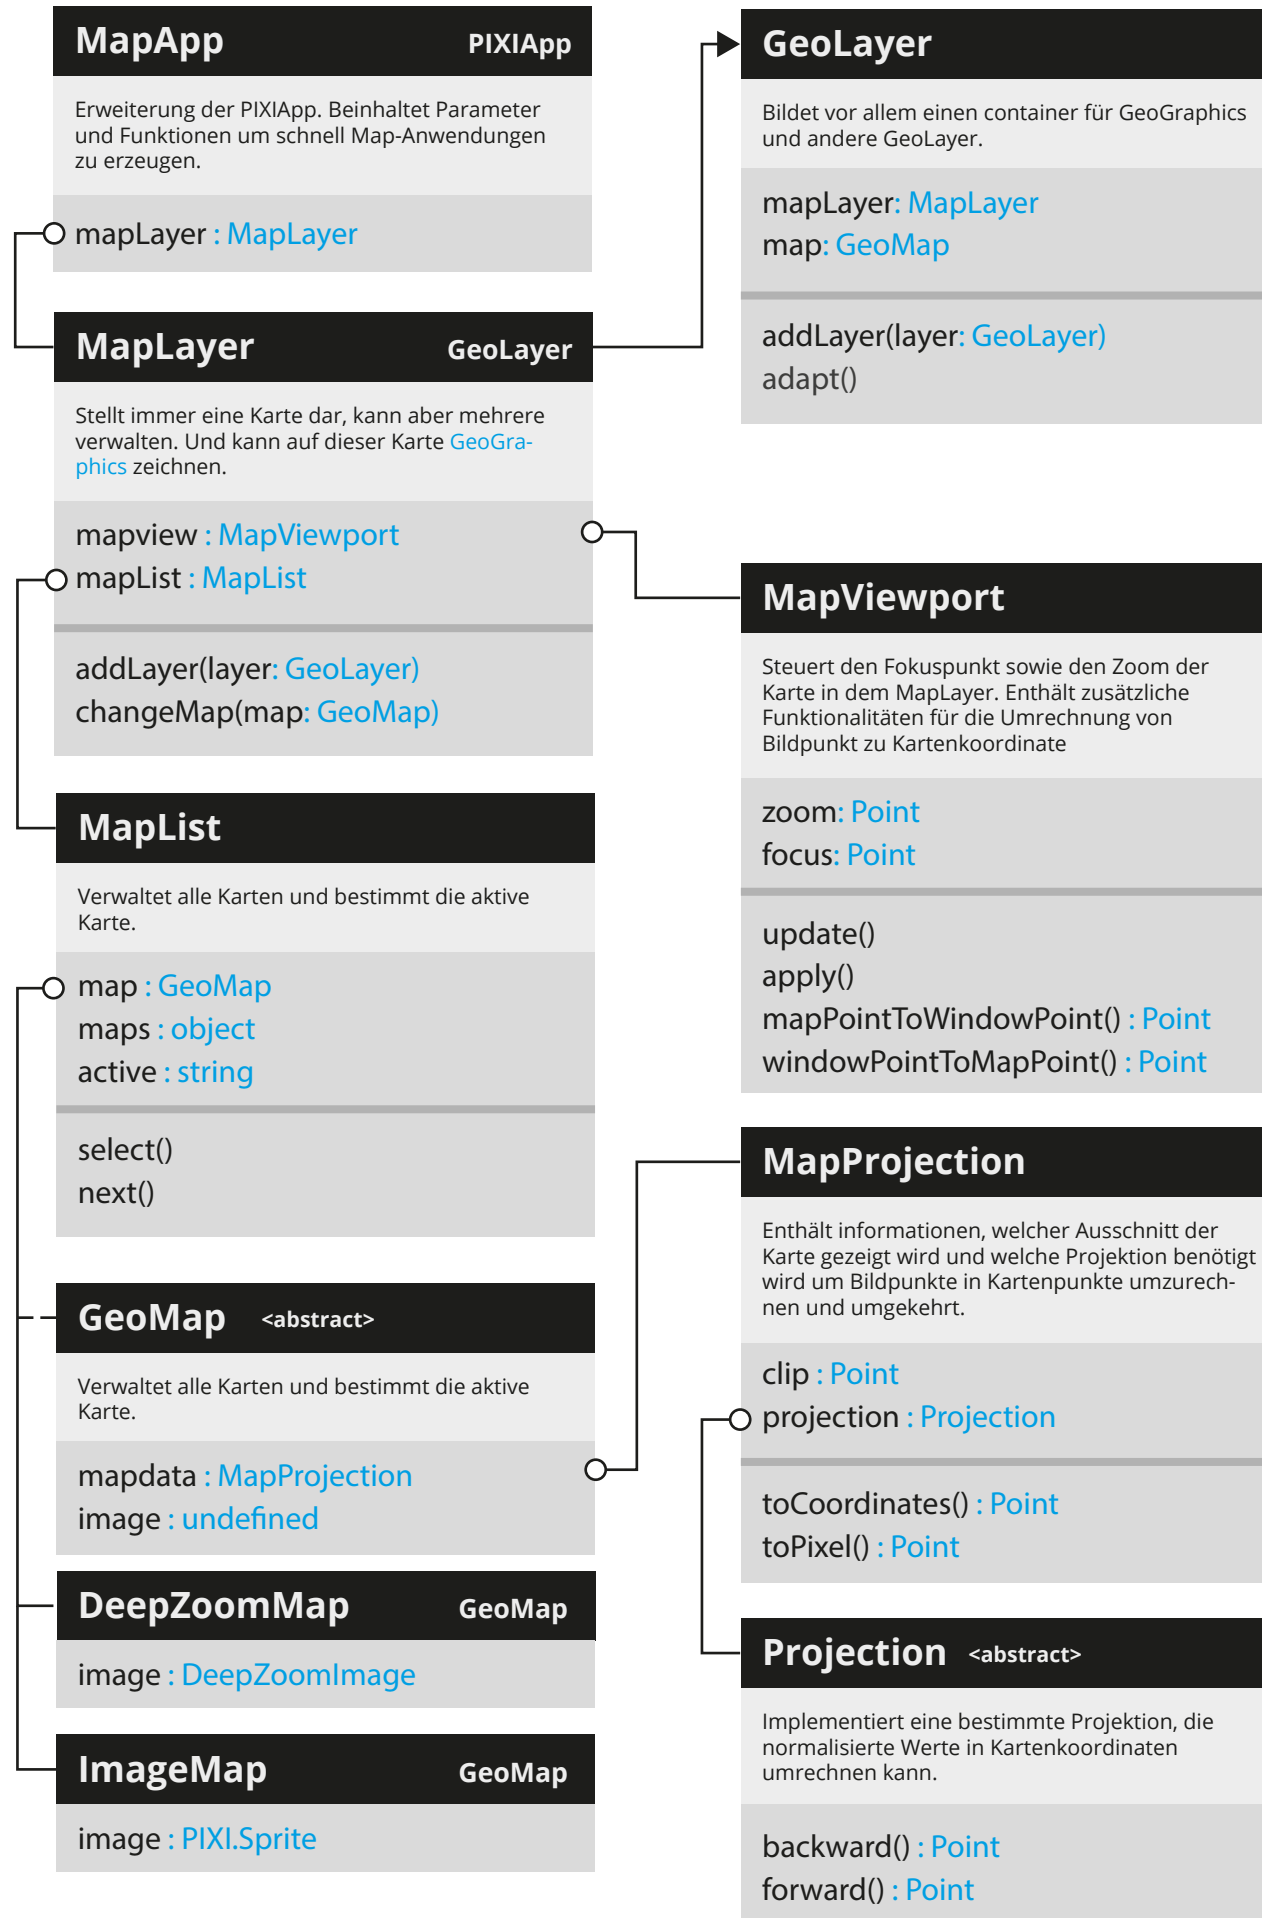 MapApp PIXIApp
Erweiterung der PIXIApp. Beinhaltet Parameter
und Funktionen um schnell Map-Anwendungen
zu erzeugen.
mapLayer : MapLayer
MapLayer GeoLayer
Stellt immer eine Karte dar, kann aber mehrere
verwalten. Und kann auf dieser Karte GeoGra-
phics zeichnen.
mapview : MapViewport
mapList : MapList
addLayer(layer: GeoLayer)
changeMap(map: GeoMap)
MapList
Verwaltet alle Karten und bestimmt die aktive
Karte.
map : GeoMap
maps : object
active : string
select()
next()
GeoMap <abstract>
Verwaltet alle Karten und bestimmt die aktive
Karte.
mapdata : MapProjection
image : undefined
DeepZoomMap GeoMap
image : DeepZoomImage
ImageMap GeoMap
image : PIXI.Sprite
GeoLayer
Bildet vor allem einen container für GeoGraphics
und andere GeoLayer.
mapLayer: MapLayer
map: GeoMap
addLayer(layer: GeoLayer)
adapt()
MapViewport
Steuert den Fokuspunkt sowie den Zoom der
Karte in dem MapLayer. Enthält zusätzliche
Funktionalitäten für die Umrechnung von
Bildpunkt zu Kartenkoordinate
zoom: Point
focus: Point
update()
apply()
mapPointToWindowPoint() : Point
windowPointToMapPoint() : Point
MapProjection
Enthält informationen, welcher Ausschnitt der
Karte gezeigt wird und welche Projektion benötigt
wird um Bildpunkte in Kartenpunkte umzurech-
nen und umgekehrt.
clip : Point
projection : Projection
toCoordinates() : Point
toPixel() : Point
Projection <abstract>
Implementiert eine bestimmte Projektion, die
normalisierte Werte in Kartenkoordinaten
umrechnen kann.
backward() : Point
forward() : Point